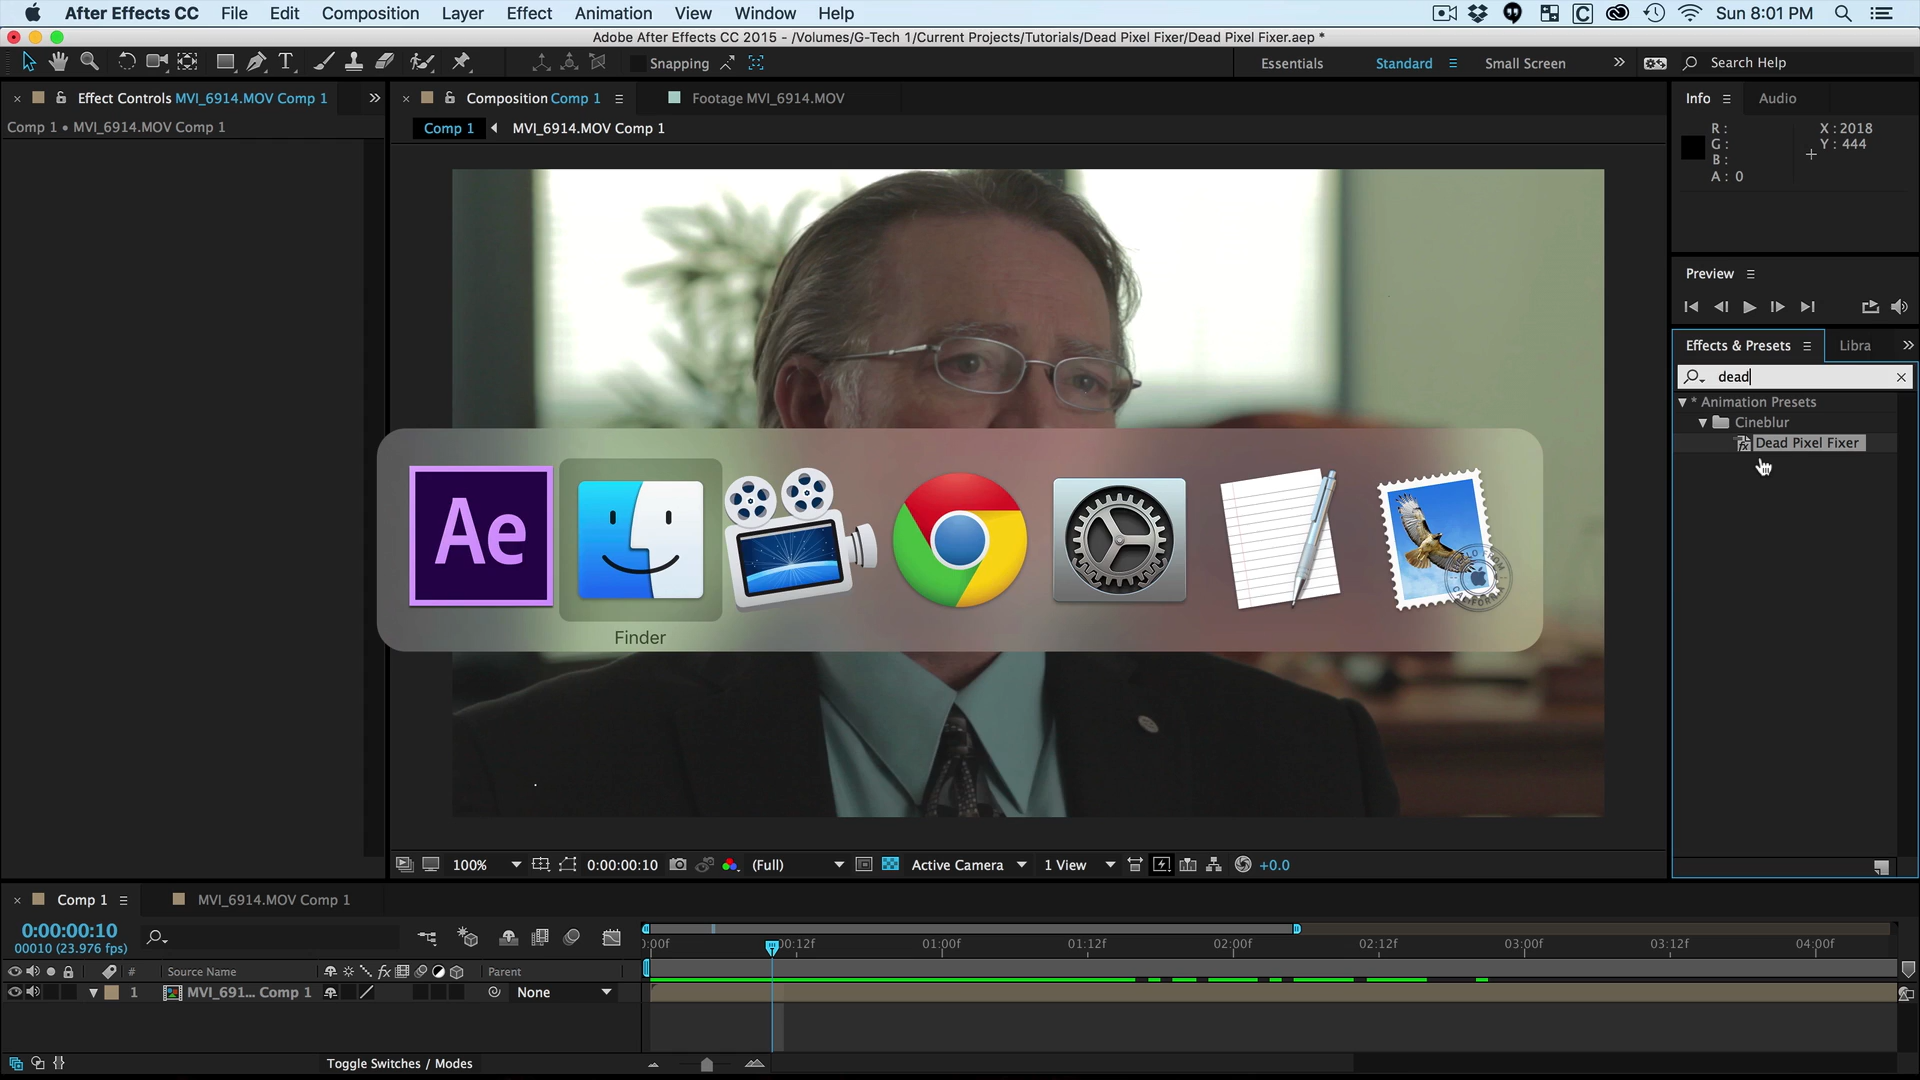 After Effects CC File Edit Composition Layer Effect Animation View Window Help Sun 8:01 PM
Adobe After Effects CC 2015 - /Volumes/G-Tech 1/Current Projects/Tutorials/Dead Pixel Fixer/Dead Pixel Fixer.aep *
Snapping Essentials Standard Small Screen Search Help
Effect Controls MVI_6914.MOV Comp 1
Composition Comp 1
Footage MVI_6914.MOV
Info Audio
Comp 1 • MVI_6914.MOV Comp 1
Comp 1 MVI_6914.MOV Comp 1
R :
G :
B :
A : 0
X : 2018
Y : 444
Preview
Effects & Presets Libra
dead
* Animation Presets
Cineblur
Dead Pixel Fixer
Ae
Finder
HELLO FROM CALIFORNIA
100% 0:00:00:10 (Full) Active Camera 1 View +0.0
Comp 1 MVI_6914.MOV Comp 1
0:00:00:10
00010 (23.976 fps)
0:00f 00:12f 01:00f 01:12f 02:00f 02:12f 03:00f 03:12f 04:00f
# Source Name fx Parent
1 MVI_691... Comp 1 None
Toggle Switches / Modes